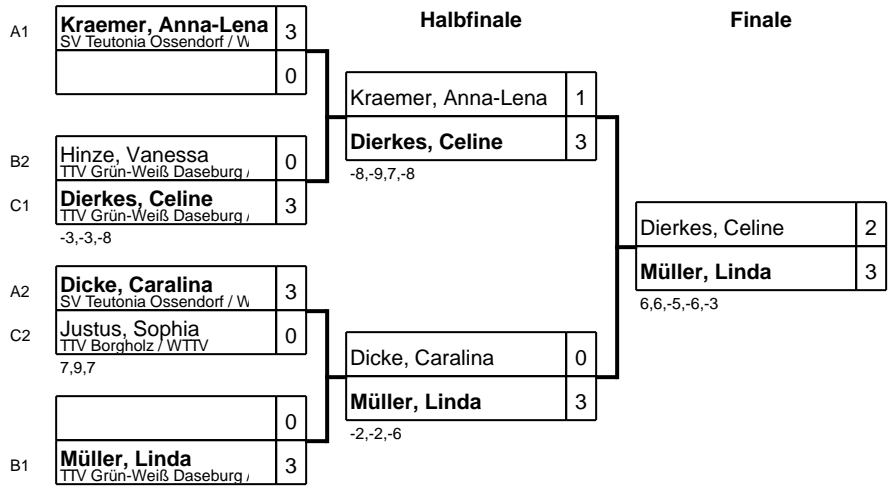 Halbfinale
Finale
A1
Kraemer, Anna-Lena 3
SV Teutonia Ossendorf / W
0
B2
Hinze, Vanessa 0
TTV Grün-Weiß Daseburg /
C1
Dierkes, Celine 3
TTV Grün-Weiß Daseburg /
-3,-3,-8
A2
Dicke, Caralina 3
SV Teutonia Ossendorf / W
C2
Justus, Sophia 0
TTV Borgholz / WTTV
7,9,7
0
B1
Müller, Linda 3
TTV Grün-Weiß Daseburg /
Kraemer, Anna-Lena 1
Dierkes, Celine 3
-8,-9,7,-8
Dicke, Caralina 0
Müller, Linda 3
-2,-2,-6
Dierkes, Celine 2
Müller, Linda 3
6,6,-5,-6,-3